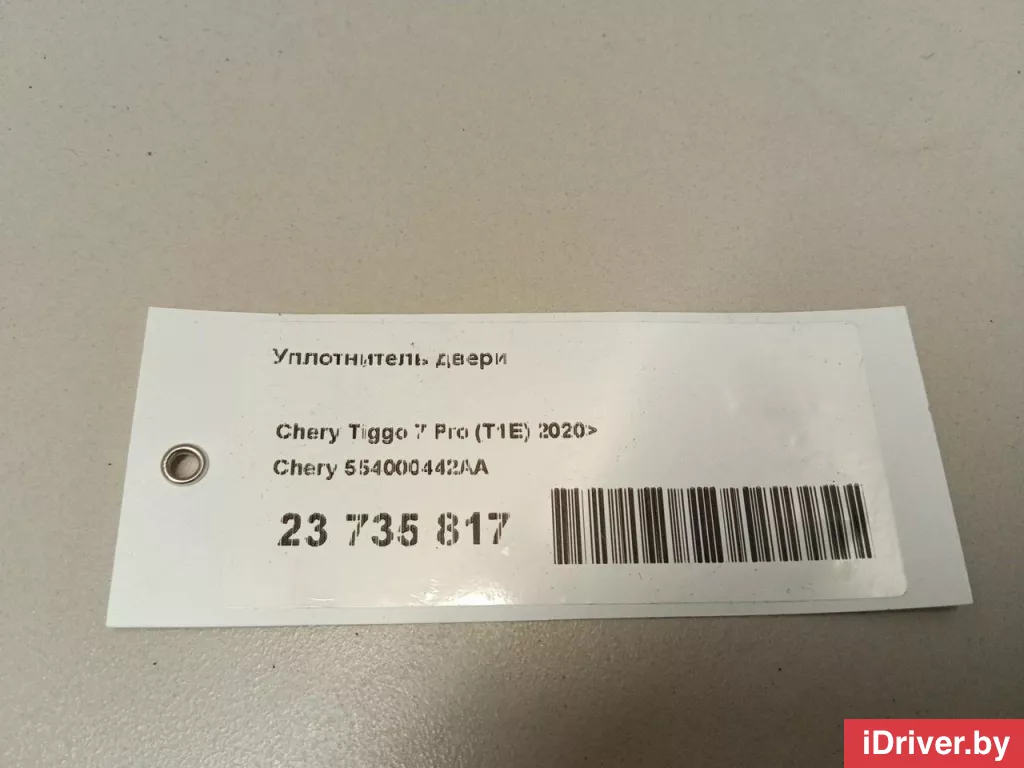 Уплотнитель двери
Chery Tiggo 7 Pro (T1E) 2020>
Chery 554000442AA
23 735 817
iDriver.by